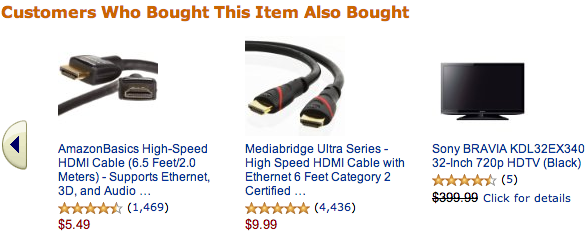 Customers Who Bought This Item Also Bought
AmazonBasics High-Speed
HDMI Cable (6.5 Feet/2.0
Meters) - Supports Ethernet,
3D, and Audio ...
(1,469)
$5.49
Mediabridge Ultra Series -
High Speed HDMI Cable with
Ethernet 6 Feet Category 2
Certified ...
(4,436)
$9.99
Sony BRAVIA KDL32EX340
32-Inch 720p HDTV (Black)
(5)
$399.99 Click for details